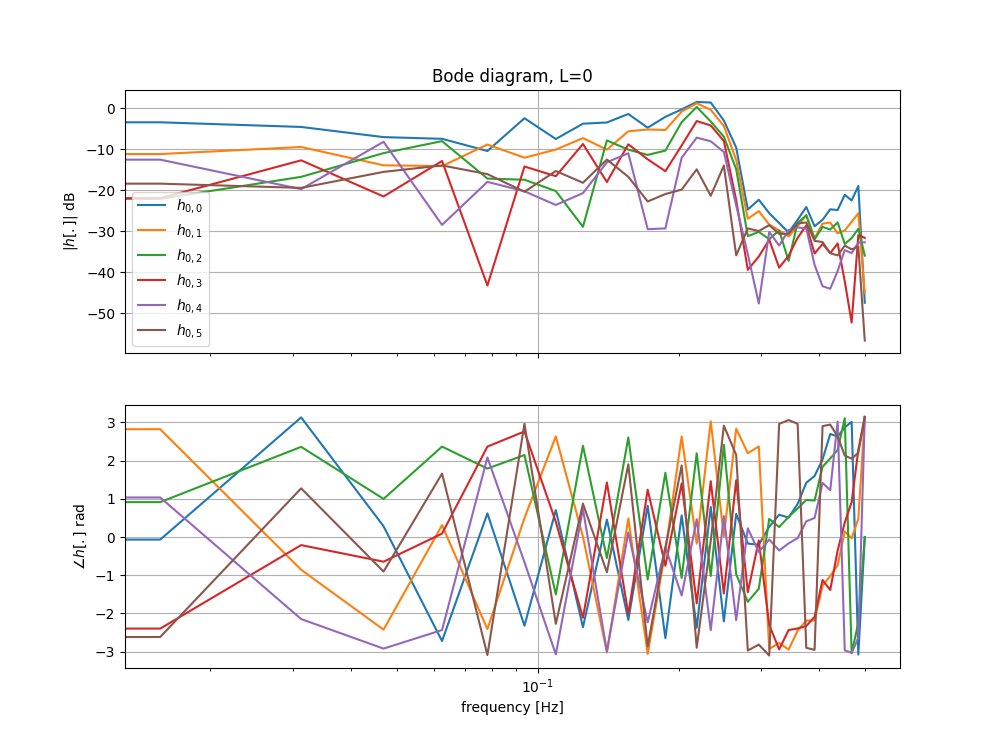 Bode diagram, L=0
|h[.]| dB
0
−10
−20
−30
−40
−50
h0,0
h0,1
h0,2
h0,3
h0,4
h0,5
∠h[.] rad
3
2
1
0
−1
−2
−3
10−1
frequency [Hz]